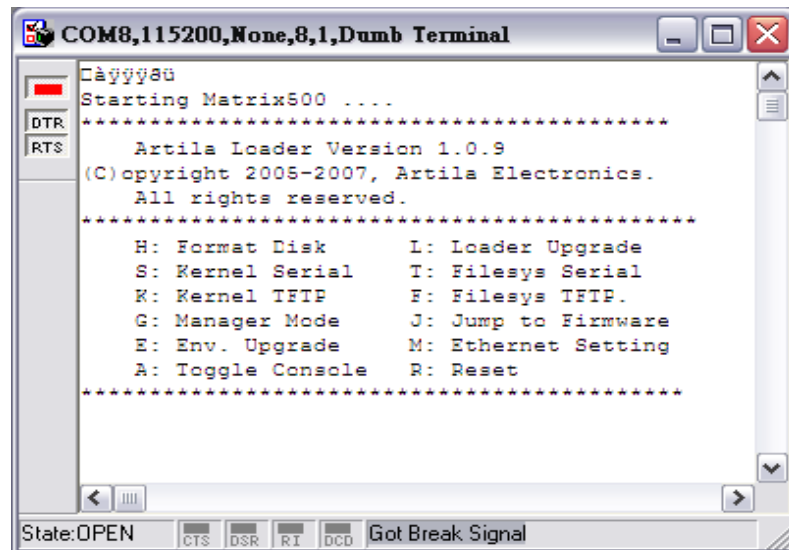 COM8,115200,None,8,1,Dumb Terminal
DTR
RTS
□àÿÿÿðü
Starting Matrix500 ....
*******************************************
Artila Loader Version 1.0.9
(C)opyright 2005-2007, Artila Electronics.
All rights reserved.
*********************************************
H: Format Disk L: Loader Upgrade
S: Kernel Serial T: Filesys Serial
K: Kernel TFTP F: Filesys TFTP.
G: Manager Mode J: Jump to Firmware
E: Env. Upgrade M: Ethernet Setting
A: Toggle Console R: Reset
********************************************
State:OPEN CTS DSR RI DCD Got Break Signal